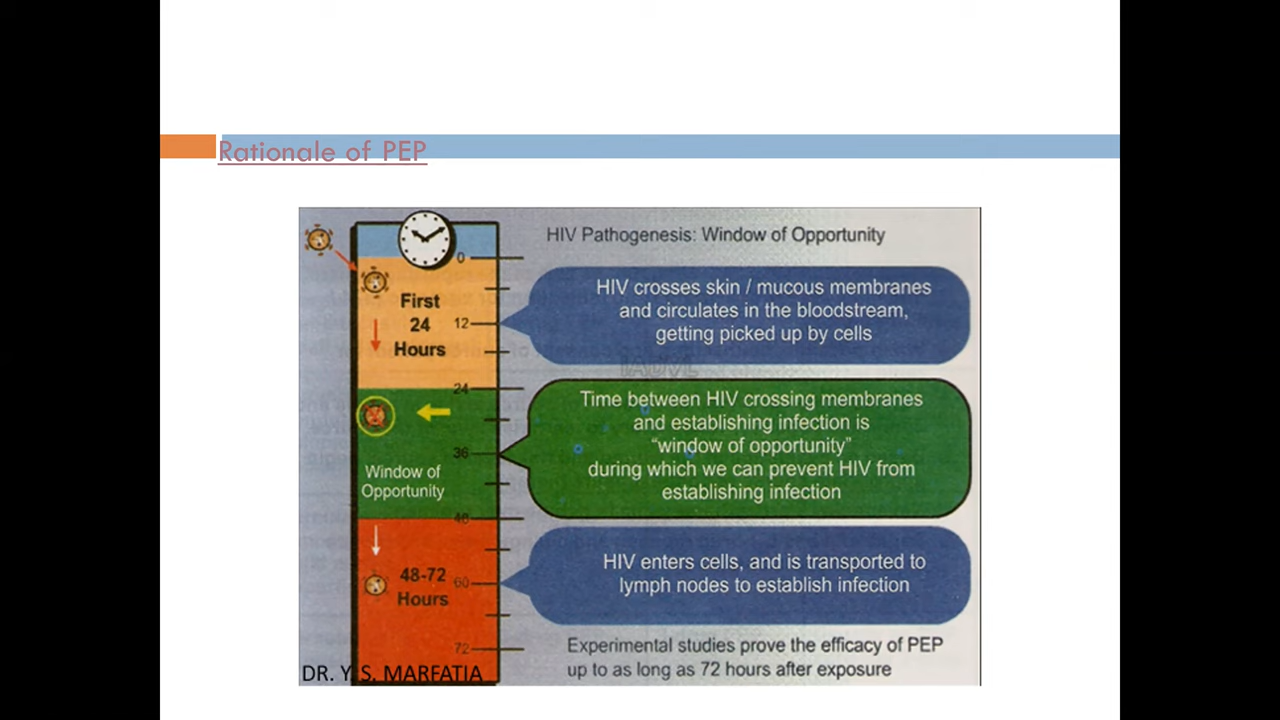 Rationale of PEP
HIV Pathogenesis: Window of Opportunity
0
First
24
Hours
12
24
36
Window of
Opportunity
48
48-72
Hours
60
72
HIV crosses skin / mucous membranes
and circulates in the bloodstream,
getting picked up by cells
IADVL
Time between HIV crossing membranes
and establishing infection is
“window of opportunity”
during which we can prevent HIV from
establishing infection
HIV enters cells, and is transported to
lymph nodes to establish infection
Experimental studies prove the efficacy of PEP
up to as long as 72 hours after exposure
DR. Y.S. MARFATIA